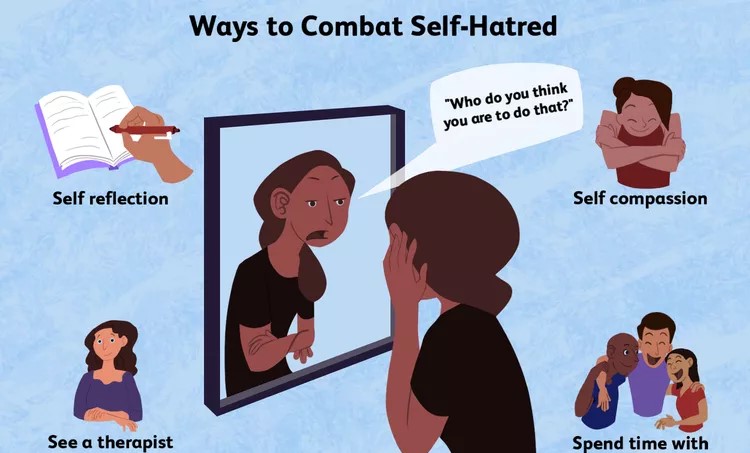 Ways to Combat Self-Hatred
"Who do you think
you are to do that?"
Self reflection
Self compassion
See a therapist
Spend time with